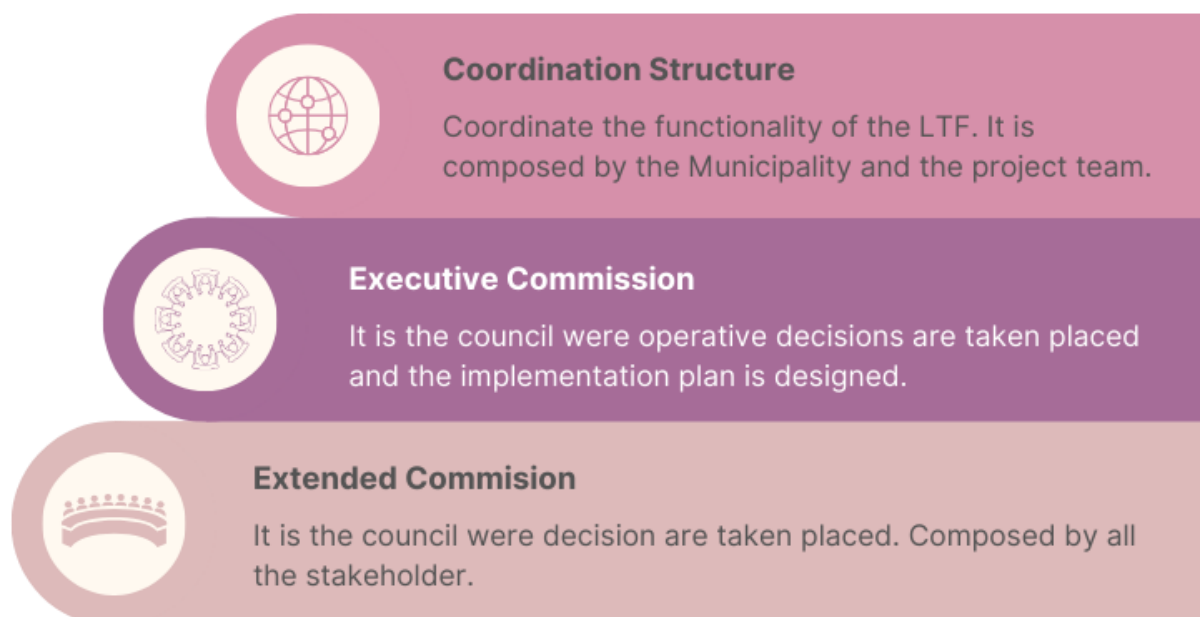 Coordination Structure
Coordinate the functionality of the LTF. It is
composed by the Municipality and the project team.
Executive Commission
It is the council were operative decisions are taken placed
and the implementation plan is designed.
Extended Commision
It is the council were decision are taken placed. Composed by all
the stakeholder.